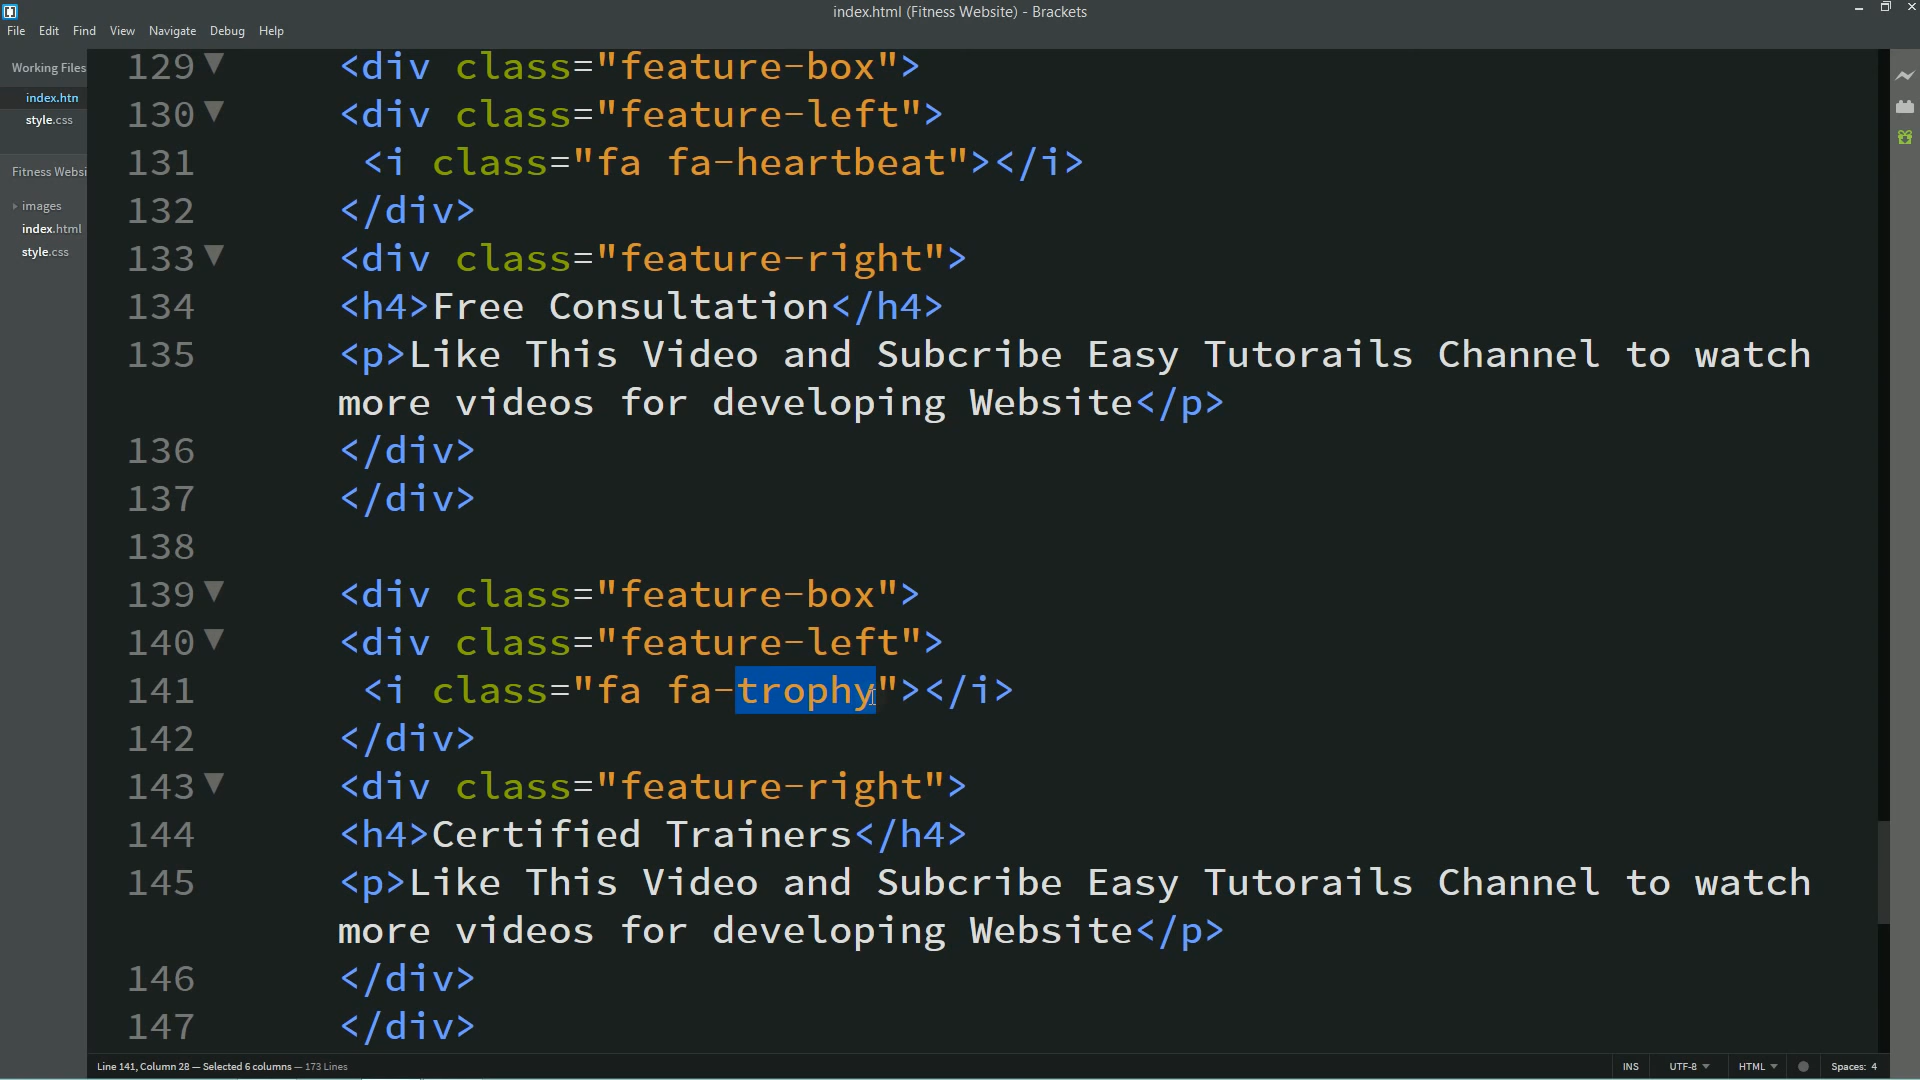 index.html (Fitness Website) - Brackets
File Edit Find View Navigate Debug Help
Working Files
index.htn
style.css
Fitness Websi
images
index.html
style.css
129 <div class="feature-box">
130 <div class="feature-left">
131 <i class="fa fa-heartbeat"></i>
132 </div>
133 <div class="feature-right">
134 <h4>Free Consultation</h4>
135 <p>Like This Video and Subcribe Easy Tutorails Channel to watch
more videos for developing Website</p>
136 </div>
137 </div>
138
139 <div class="feature-box">
140 <div class="feature-left">
141 <i class="fa fa-trophy"></i>
142 </div>
143 <div class="feature-right">
144 <h4>Certified Trainers</h4>
145 <p>Like This Video and Subcribe Easy Tutorails Channel to watch
more videos for developing Website</p>
146 </div>
147 </div>
Line 141, Column 28 — Selected 6 columns — 173 Lines INS UTF-8 HTML Spaces: 4